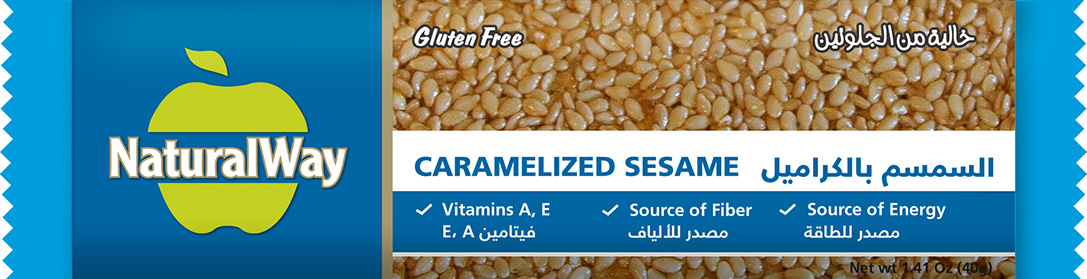 Gluten Free
خالية من الجلوتين
NaturalWay
CARAMELIZED SESAME
السمسم بالكراميل
✓ Vitamins A, E
فيتامين E، A
✓ Source of Fiber
مصدر للألياف
✓ Source of Energy
مصدر للطاقة
Net wt 1.41 Oz (40g)